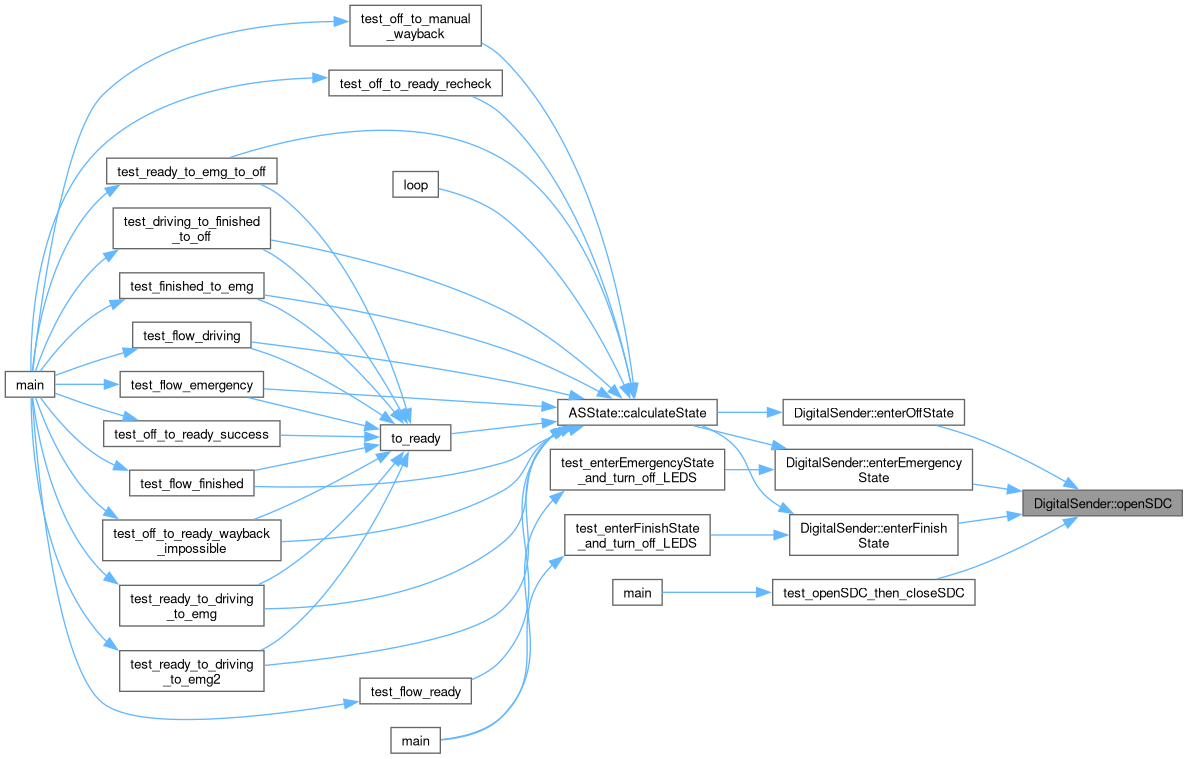 test_off_to_manual
_wayback
test_off_to_ready_recheck
test_ready_to_emg_to_off
loop
test_driving_to_finished
_to_off
test_finished_to_emg
test_flow_driving
main
test_flow_emergency
ASState::calculateState
DigitalSender::enterOffState
test_off_to_ready_success
to_ready
test_enterEmergencyState
_and_turn_off_LEDS
DigitalSender::enterEmergency
State
test_flow_finished
DigitalSender::openSDC
test_off_to_ready_wayback
_impossible
test_enterFinishState
_and_turn_off_LEDS
DigitalSender::enterFinish
State
test_ready_to_driving
_to_emg
main
test_openSDC_then_closeSDC
test_ready_to_driving
_to_emg2
test_flow_ready
main